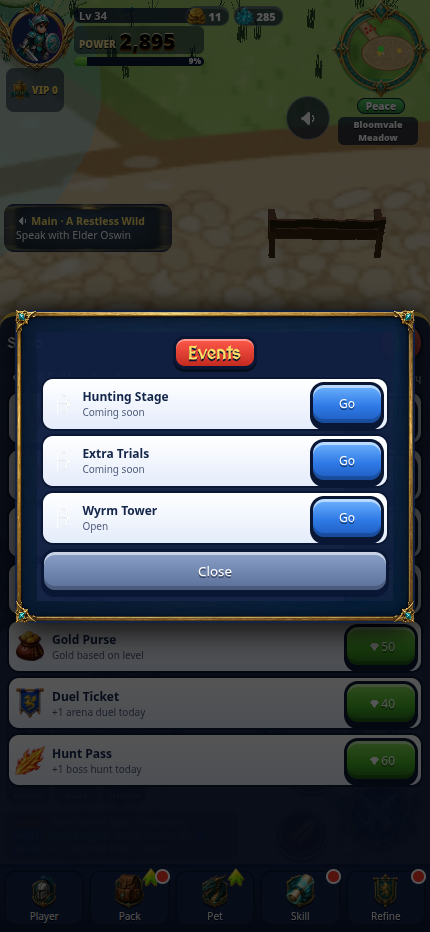 Lv 34
11
285
POWER 2,895
9%
VIP 0
Peace
Bloomvale
Meadow
Main · A Restless Wild
Speak with Elder Oswin
Events
Hunting Stage
Coming soon
Go
Extra Trials
Coming soon
Go
Wyrm Tower
Open
Go
Close
Gold Purse
Gold based on level
50
Duel Ticket
+1 arena duel today
40
Hunt Pass
+1 boss hunt today
60
Player
Pack
Pet
Skill
Refine